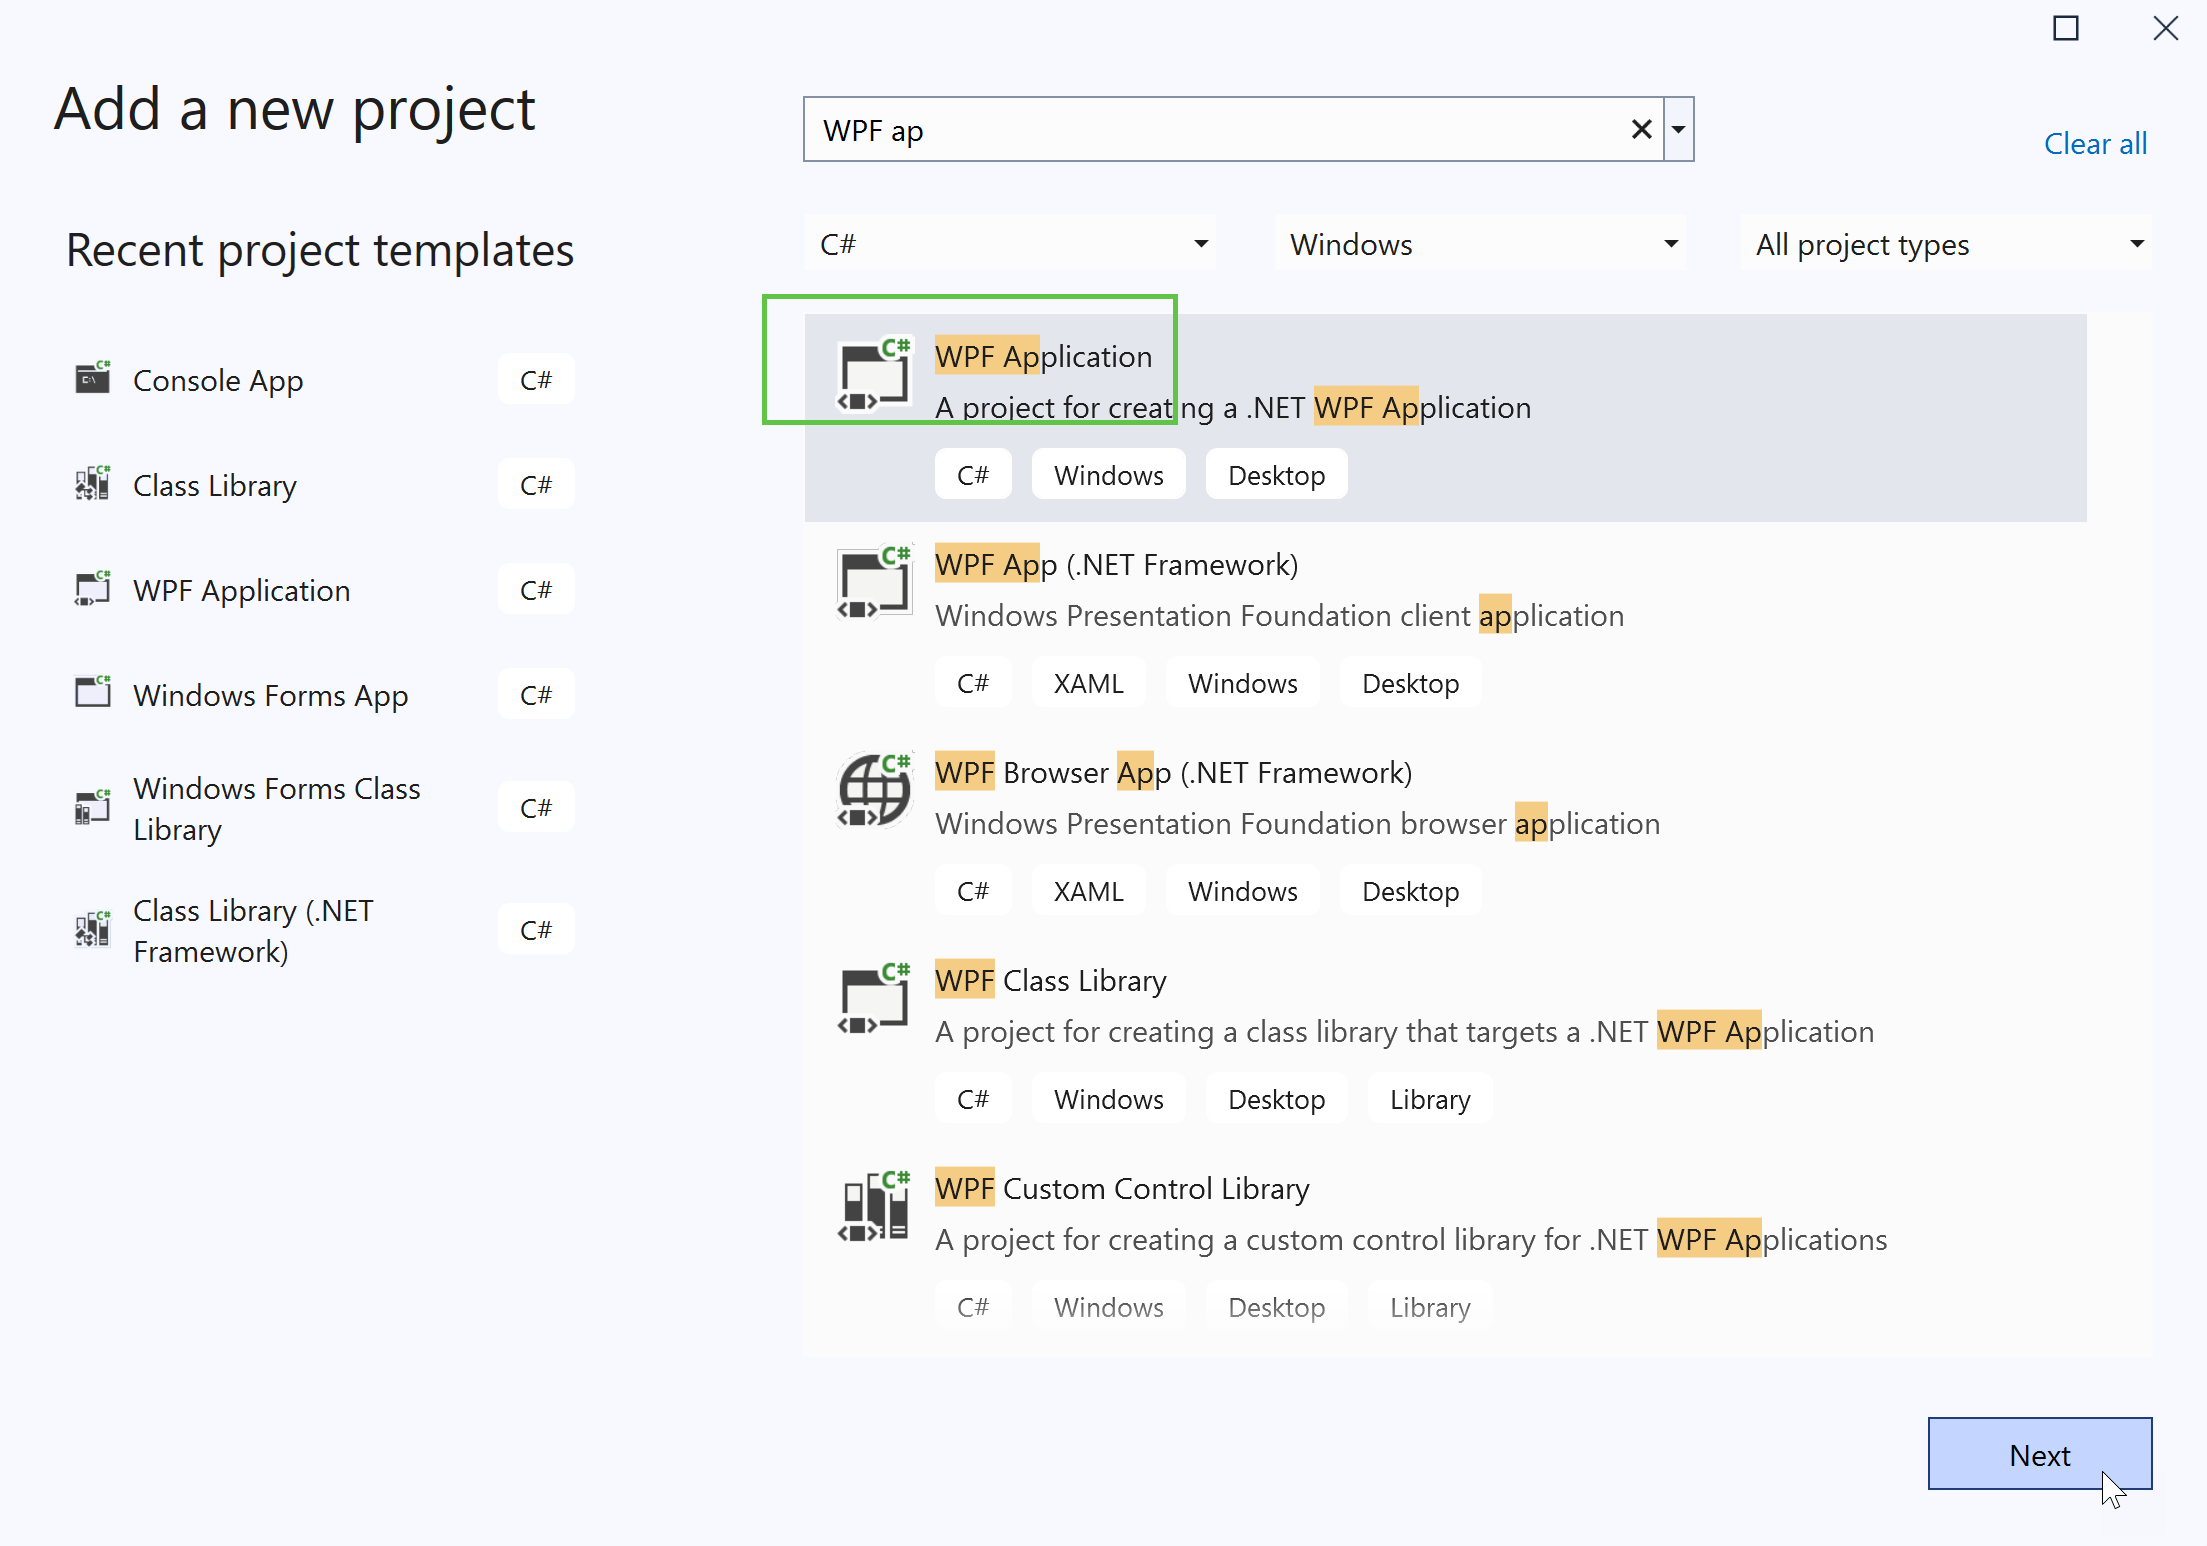 Add a new project
WPF ap
Clear all
Recent project templates
C#
Windows
All project types
Console App
C#
Class Library
C#
WPF Application
C#
Windows Forms App
C#
Windows Forms Class
Library
C#
Class Library (.NET
Framework)
C#
WPF Application
A project for creating a .NET WPF Application
C# Windows Desktop
WPF App (.NET Framework)
Windows Presentation Foundation client application
C# XAML Windows Desktop
WPF Browser App (.NET Framework)
Windows Presentation Foundation browser application
C# XAML Windows Desktop
WPF Class Library
A project for creating a class library that targets a .NET WPF Application
C# Windows Desktop Library
WPF Custom Control Library
A project for creating a custom control library for .NET WPF Applications
C# Windows Desktop Library
Next